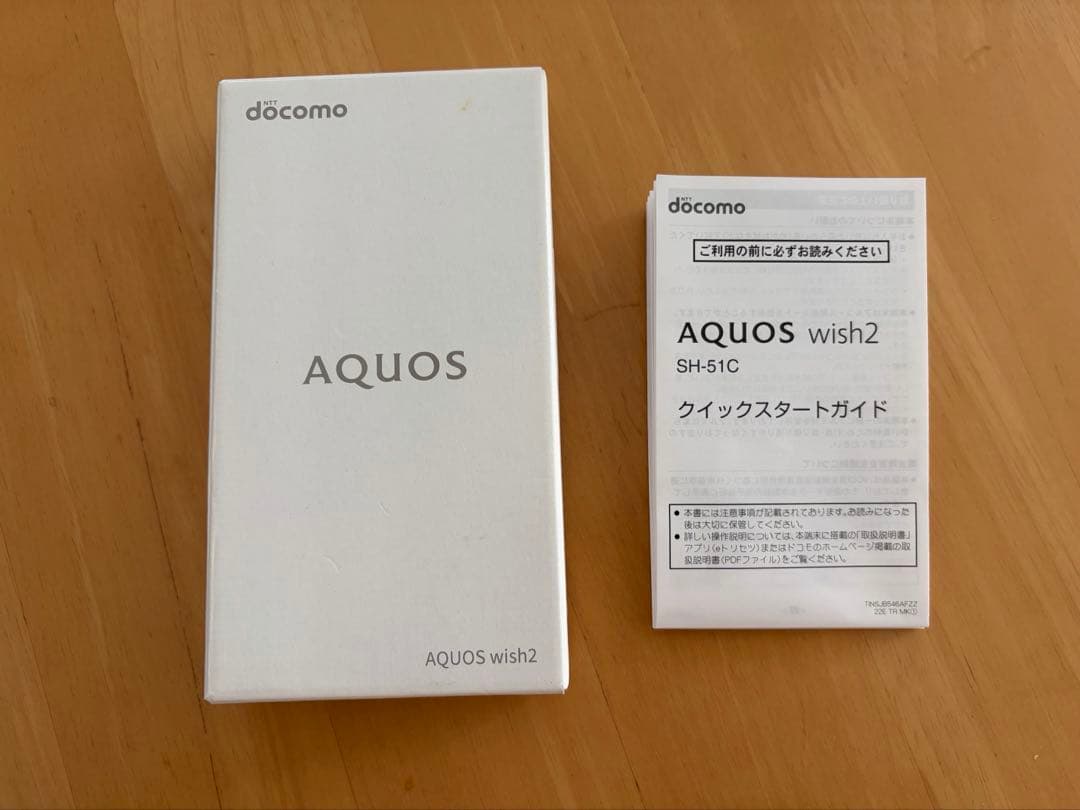 NTT
docomo
AQUOS
AQUOS wish2
NTT
docomo
ご利用の前に必ずお読みください
AQUOS wish2
SH-51C
クイックスタートガイド
● 本書には注意事項が記載されております。お読みになった
後は大切に保管してください。
● 詳しい操作説明については、本端末に搭載の「取扱説明書」
アプリ(eトリセツ)またはドコモのホームページ掲載の取
扱説明書(PDFファイル)をご覧ください。
TINSJB546AFZZ
22E TR MK①